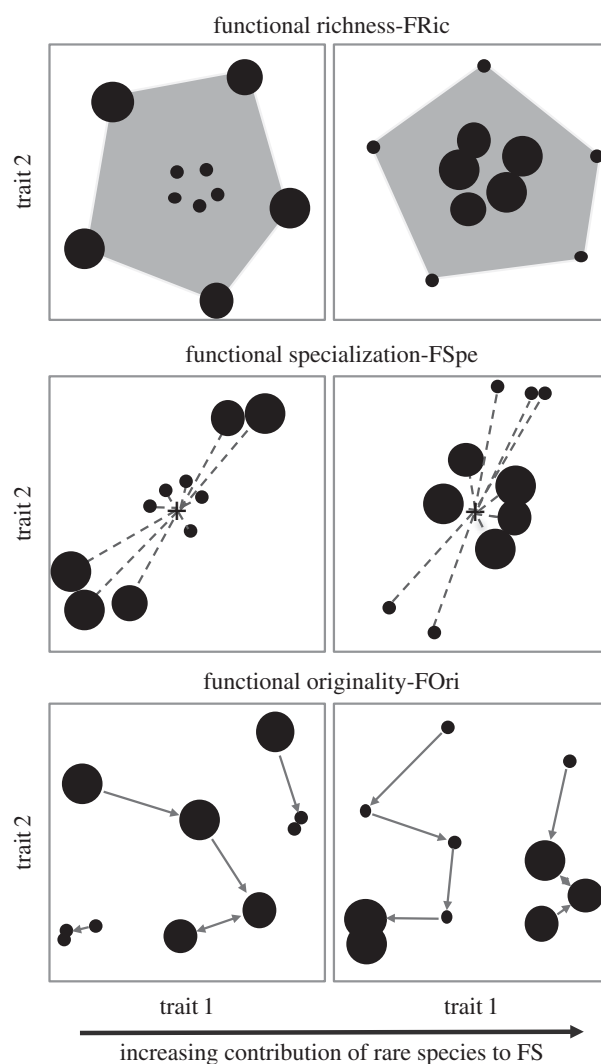 functional richness-FRic
trait 2
functional specialization-FSpe
trait 2
functional originality-FOri
trait 2
trait 1
trait 1
increasing contribution of rare species to FS